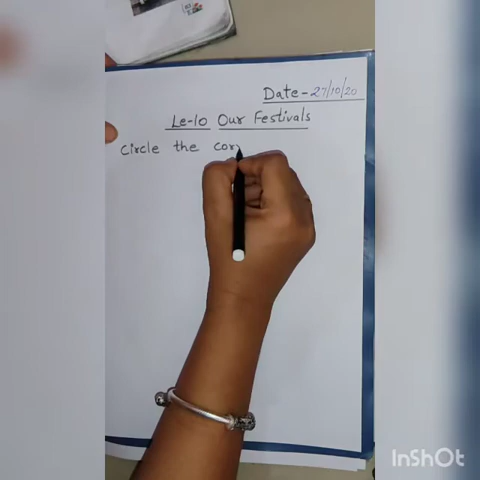 Date-27/10/20
Le-10 Our Festivals
Circle the cor
InShOt